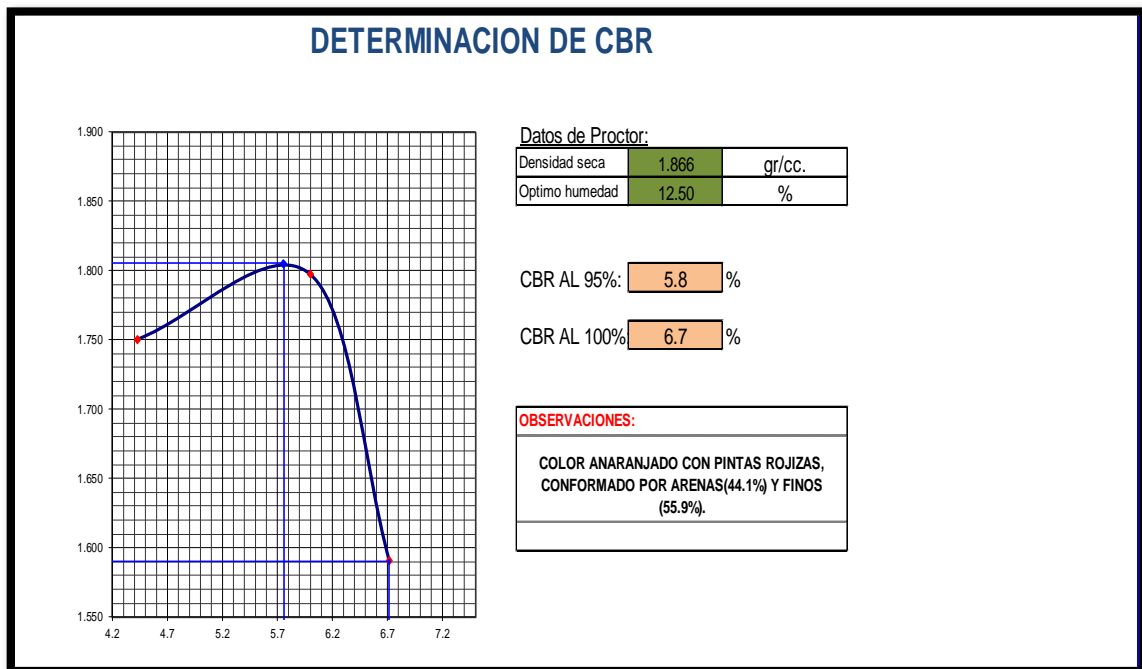 DETERMINACION DE CBR
1.900
1.850
1.800
1.750
1.700
1.650
1.600
1.550
4.2 4.7 5.2 5.7 6.2 6.7 7.2
Datos de Proctor:
Densidad seca 1.866 gr/cc.
Optimo humedad 12.50 %
CBR AL 95%: 5.8 %
CBR AL 100% 6.7 %
OBSERVACIONES:
COLOR ANARANJADO CON PINTAS ROJIZAS,
CONFORMADO POR ARENAS(44.1%) Y FINOS
(55.9%).